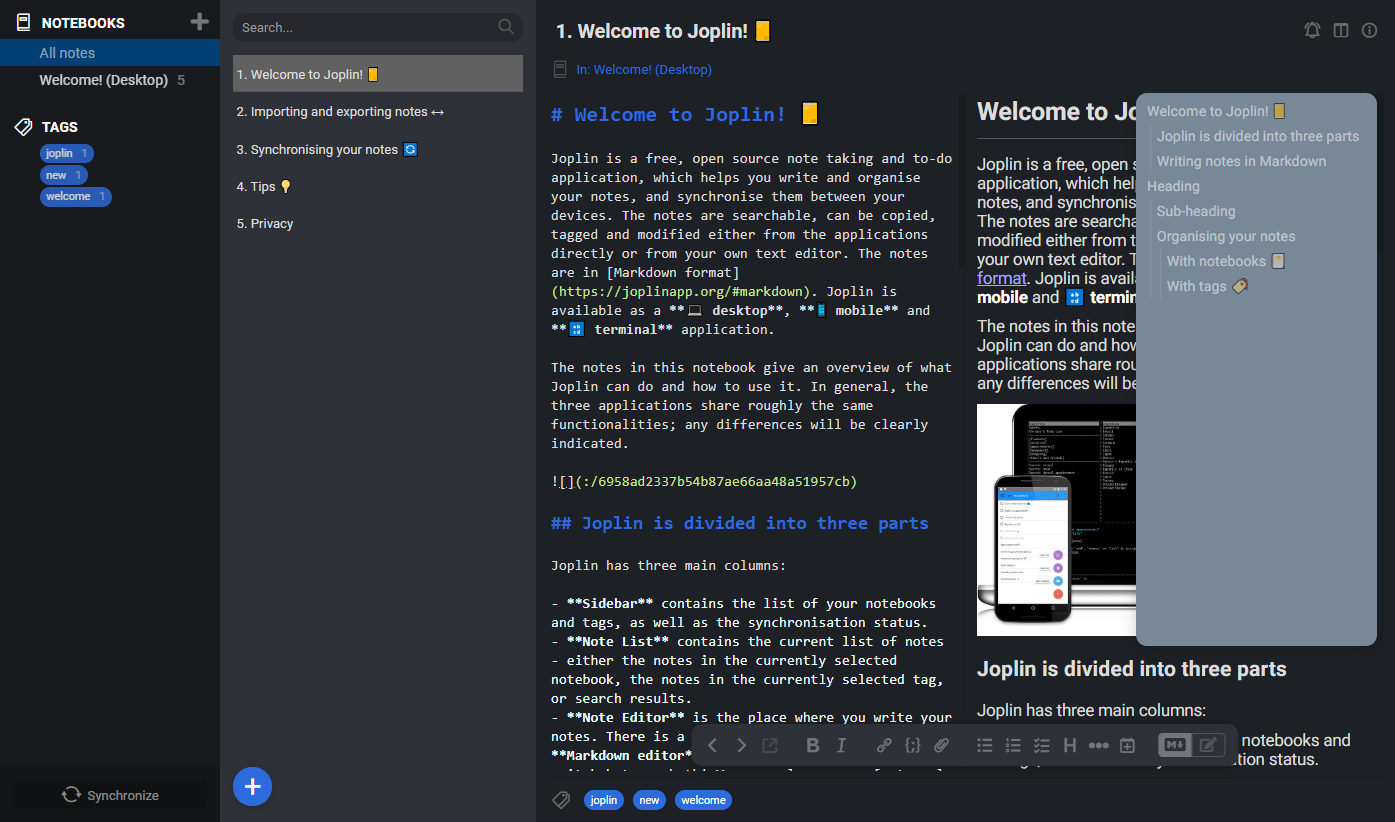 NOTEBOOKS
All notes
Welcome! (Desktop) 5
TAGS
joplin 1
new 1
welcome 1
Synchronize
Search...
1. Welcome to Joplin! 📒
2. Importing and exporting notes ↔
3. Synchronising your notes 🔄
4. Tips 💡
5. Privacy
1. Welcome to Joplin! 📒
In: Welcome! (Desktop)
# Welcome to Joplin! 📒
Joplin is a free, open source note taking and to-do
application, which helps you write and organise
your notes, and synchronise them between your
devices. The notes are searchable, can be copied,
tagged and modified either from the applications
directly or from your own text editor. The notes
are in [Markdown format]
(https://joplinapp.org/#markdown). Joplin is
available as a **💻 desktop**, **📱 mobile** and
**🔡 terminal** application.
The notes in this notebook give an overview of what
Joplin can do and how to use it. In general, the
three applications share roughly the same
functionalities; any differences will be clearly
indicated.
![](:/6958ad2337b54b87ae66aa48a51957cb)
## Joplin is divided into three parts
Joplin has three main columns:
- **Sidebar** contains the list of your notebooks
and tags, as well as the synchronisation status.
- **Note List** contains the current list of notes
- either the notes in the currently selected
notebook, the notes in the currently selected tag,
or search results.
- **Note Editor** is the place where you write your
notes. There is a
**Markdown editor*
Welcome to Jo
Joplin is a free, open s
application, which hel
notes, and synchronis
The notes are searcha
modified either from t
your own text editor. T
format. Joplin is avail
mobile and 🔡 termin
The notes in this note
Joplin can do and how
applications share rou
any differences will be
Joplin is divided into three parts
Joplin has three main columns:
notebooks and
tion status.
Welcome to Joplin! 📒
Joplin is divided into three parts
Writing notes in Markdown
Heading
Sub-heading
Organising your notes
With notebooks 📔
With tags 🏷
B I
H
M↓
joplin
new
welcome